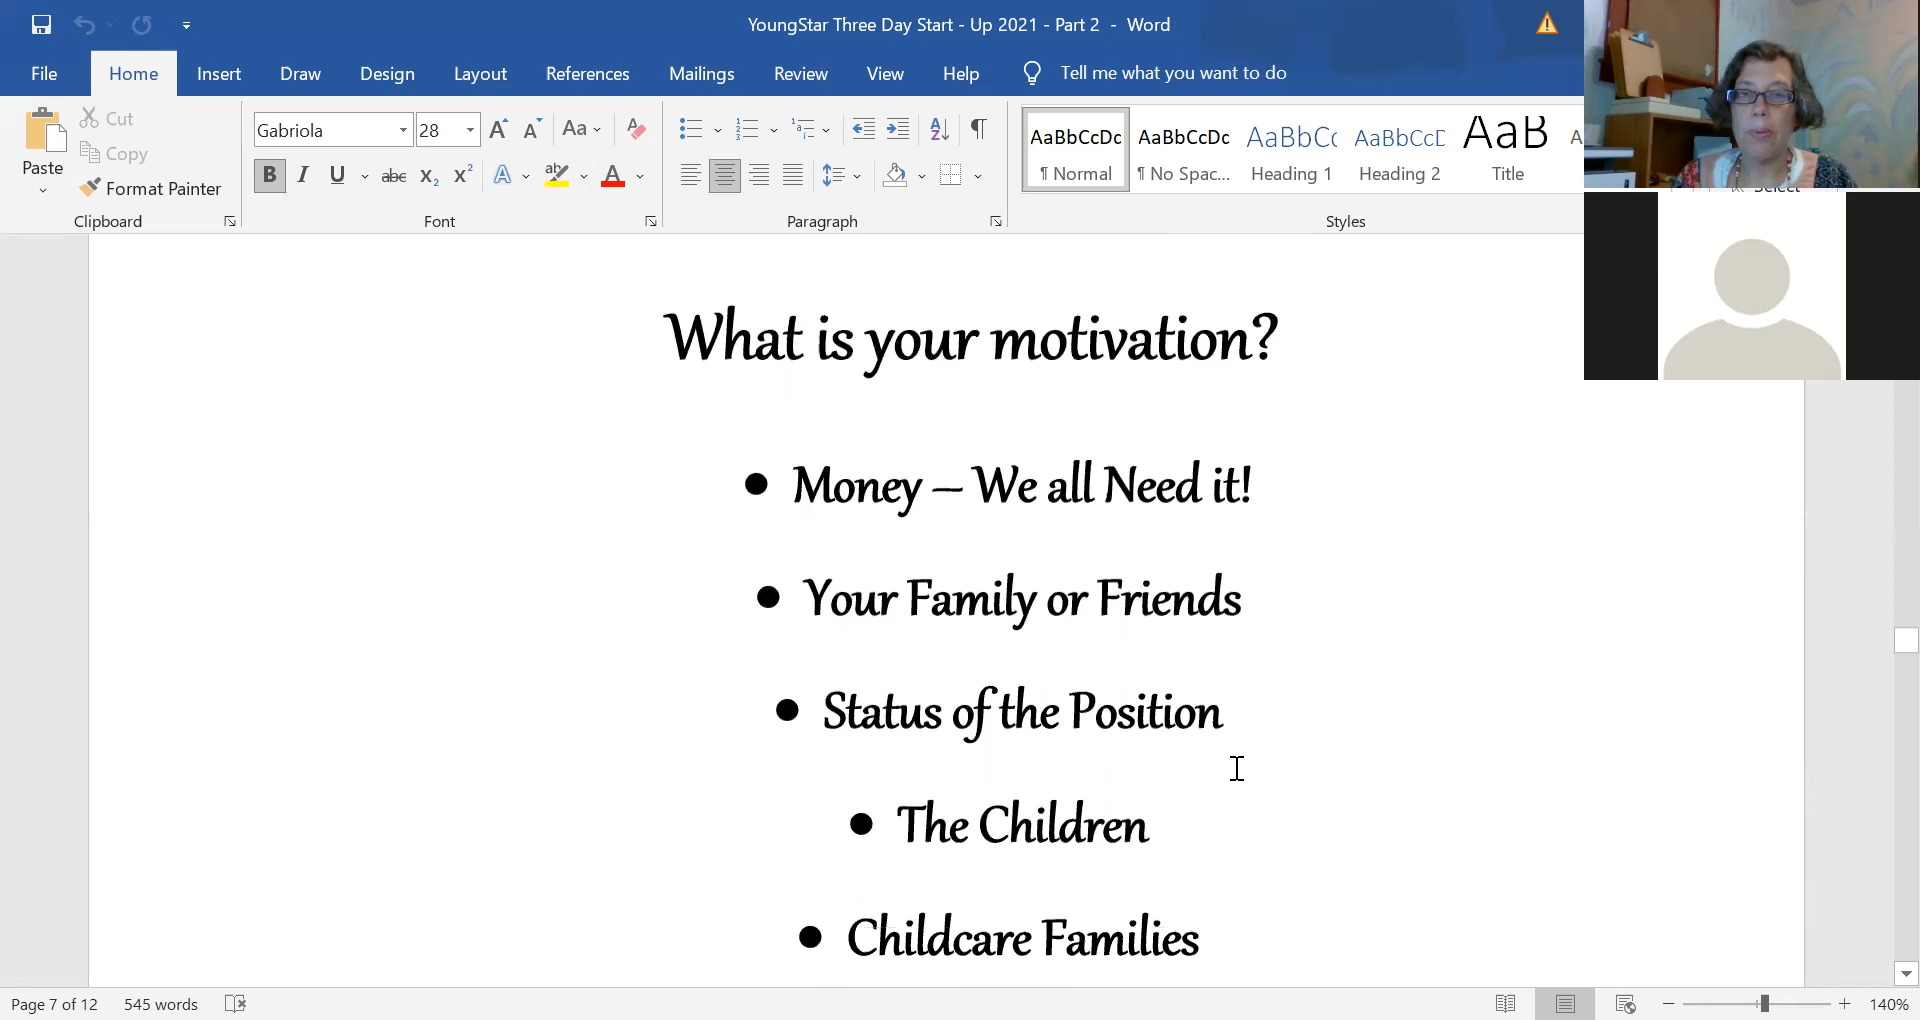 YoungStar Three Day Start - Up 2021 - Part 2 - Word
File Home Insert Draw Design Layout References Mailings Review View Help Tell me what you want to do
Paste
Cut
Copy
Format Painter
Clipboard
Gabriola 28
Font
Paragraph
AaBbCcDc ¶ Normal
AaBbCcDc ¶ No Spac...
AaBbCc Heading 1
AaBbCcE Heading 2
AaB Title
Styles
Select
What is your motivation?
● Money – We all Need it!
● Your Family or Friends
● Status of the Position
● The Children
● Childcare Families
Page 7 of 12 545 words 140%